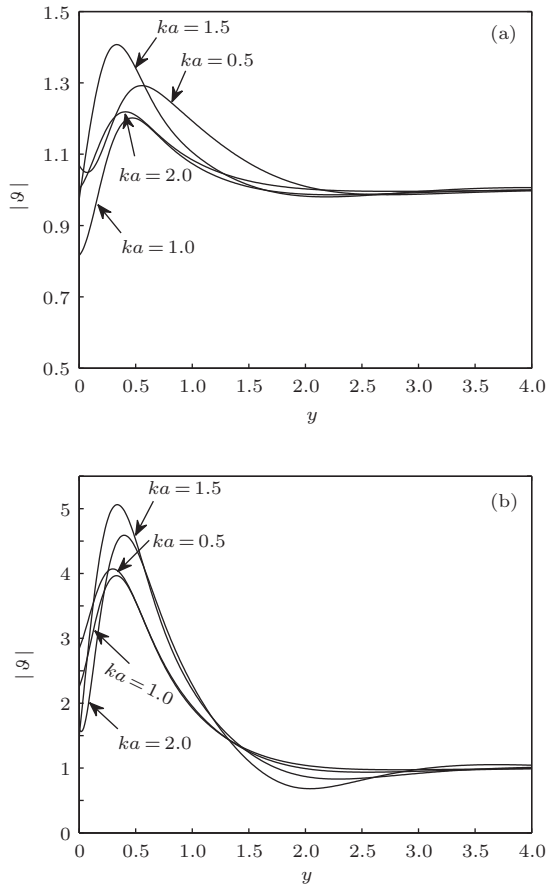 1.5
ka = 1.5
(a)
ka = 0.5
1.3
1.1
ka = 2.0
|ϑ|
0.9
ka = 1.0
0.7
0.5
0 0.5 1.0 1.5 2.0 2.5 3.0 3.5 4.0
y
ka = 1.5
(b)
5
ka = 0.5
4
3
|ϑ|
ka = 1.0
2
ka = 2.0
1
0
0 0.5 1.0 1.5 2.0 2.5 3.0 3.5 4.0
y